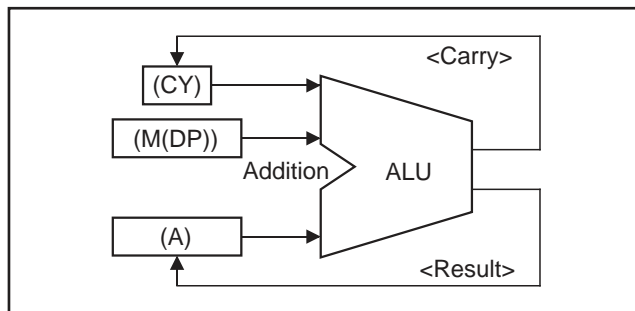 <Carry>
(CY)
(M(DP))
Addition
ALU
(A)
<Result>